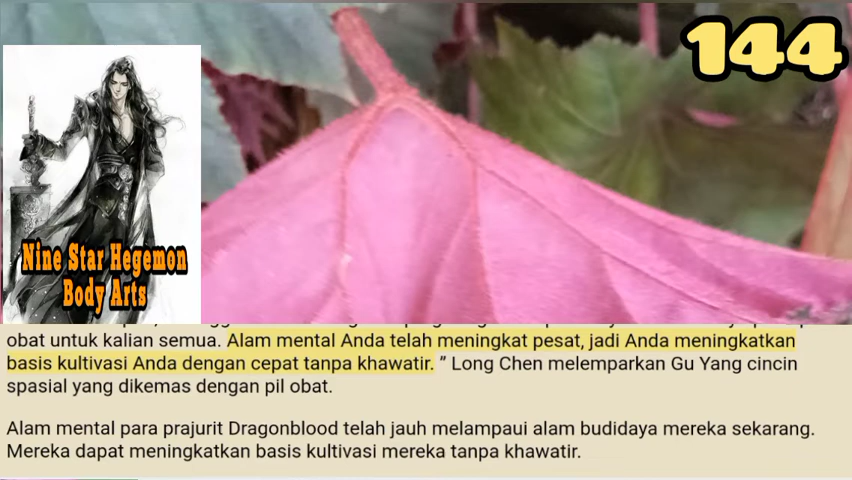 144
Nine Star Hegemon
Body Arts
obat untuk kalian semua. Alam mental Anda telah meningkat pesat, jadi Anda meningkatkan
basis kultivasi Anda dengan cepat tanpa khawatir. ” Long Chen melemparkan Gu Yang cincin
spasial yang dikemas dengan pil obat.
Alam mental para prajurit Dragonblood telah jauh melampaui alam budidaya mereka sekarang.
Mereka dapat meningkatkan basis kultivasi mereka tanpa khawatir.